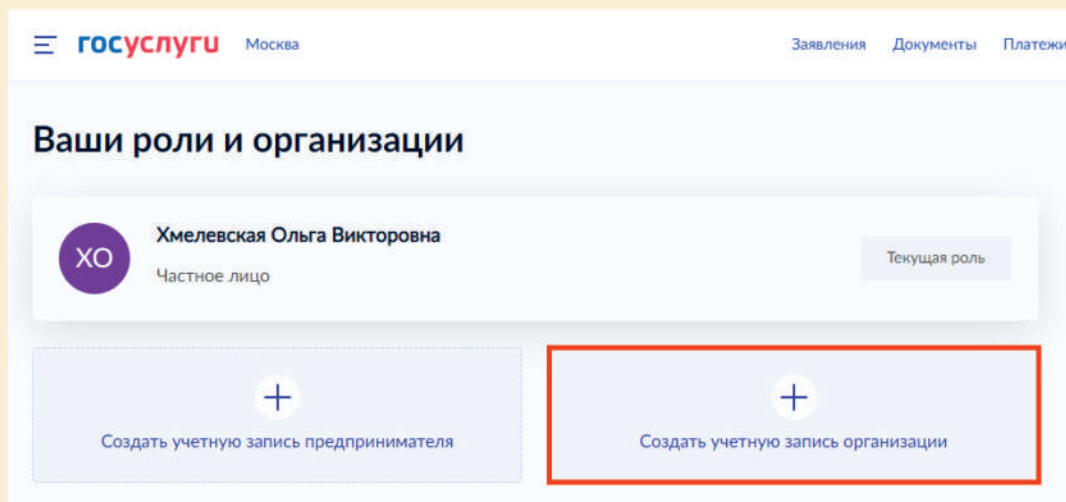 госуслуги Москва Заявления Документы Платежи
Ваши роли и организации
ХО
Хмелевская Ольга Викторовна
Частное лицо
Текущая роль
Создать учетную запись предпринимателя
Создать учетную запись организации